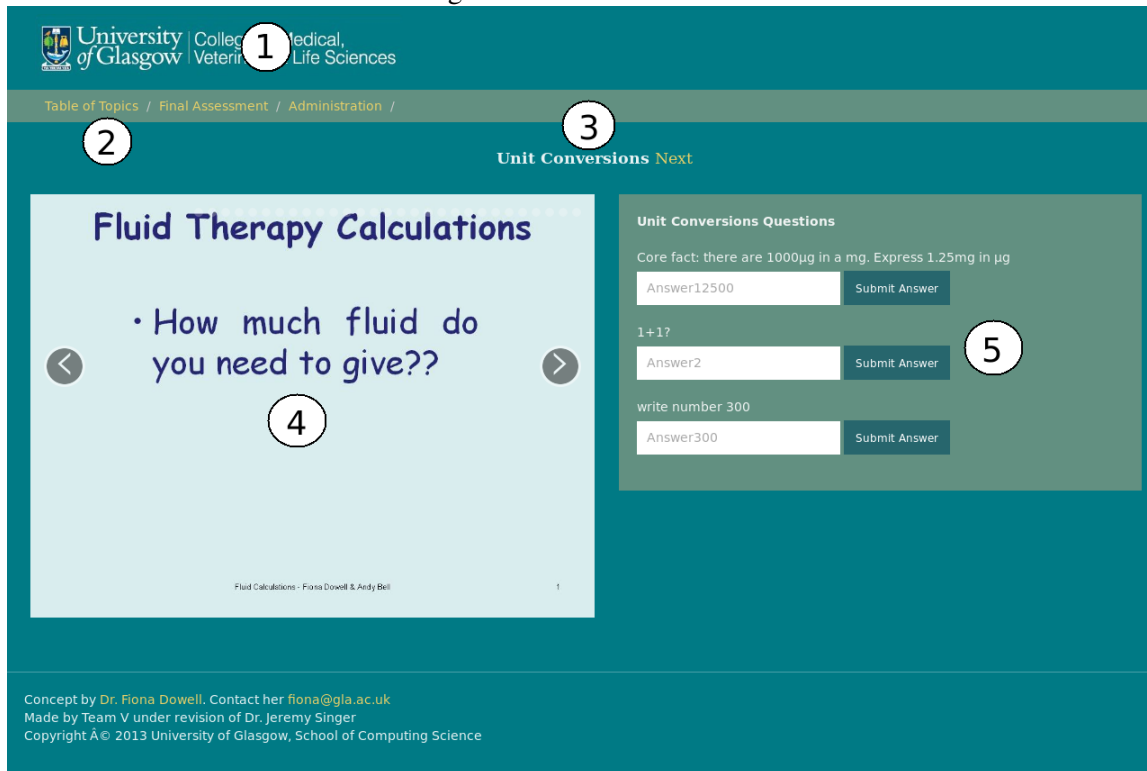 University | College Medical,
of Glasgow | Life Sciences
1
Table of Topics / Final Assessment / Administration /
2
3
Unit Conversions Next
Fluid Therapy Calculations
• How much fluid do
you need to give??
4
Fluid Calculations - Fiona Dowell & Andy Bell 1
Unit Conversions Questions
Core fact: there are 1000µg in a mg. Express 1.25mg in µg
Answer12500 Submit Answer
1+1?
Answer2 Submit Answer
5
write number 300
Answer300 Submit Answer
Concept by Dr. Fiona Dowell. Contact her fiona@gla.ac.uk
Made by Team V under revision of Dr. Jeremy Singer
Copyright Â© 2013 University of Glasgow, School of Computing Science